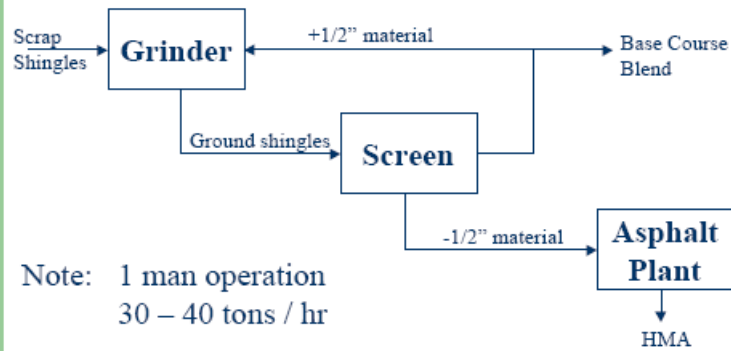 Scrap
Shingles
Grinder
+1/2” material
Base Course
Blend
Ground shingles
Screen
-1/2” material
Asphalt
Plant
HMA
Note: 1 man operation
30 – 40 tons / hr